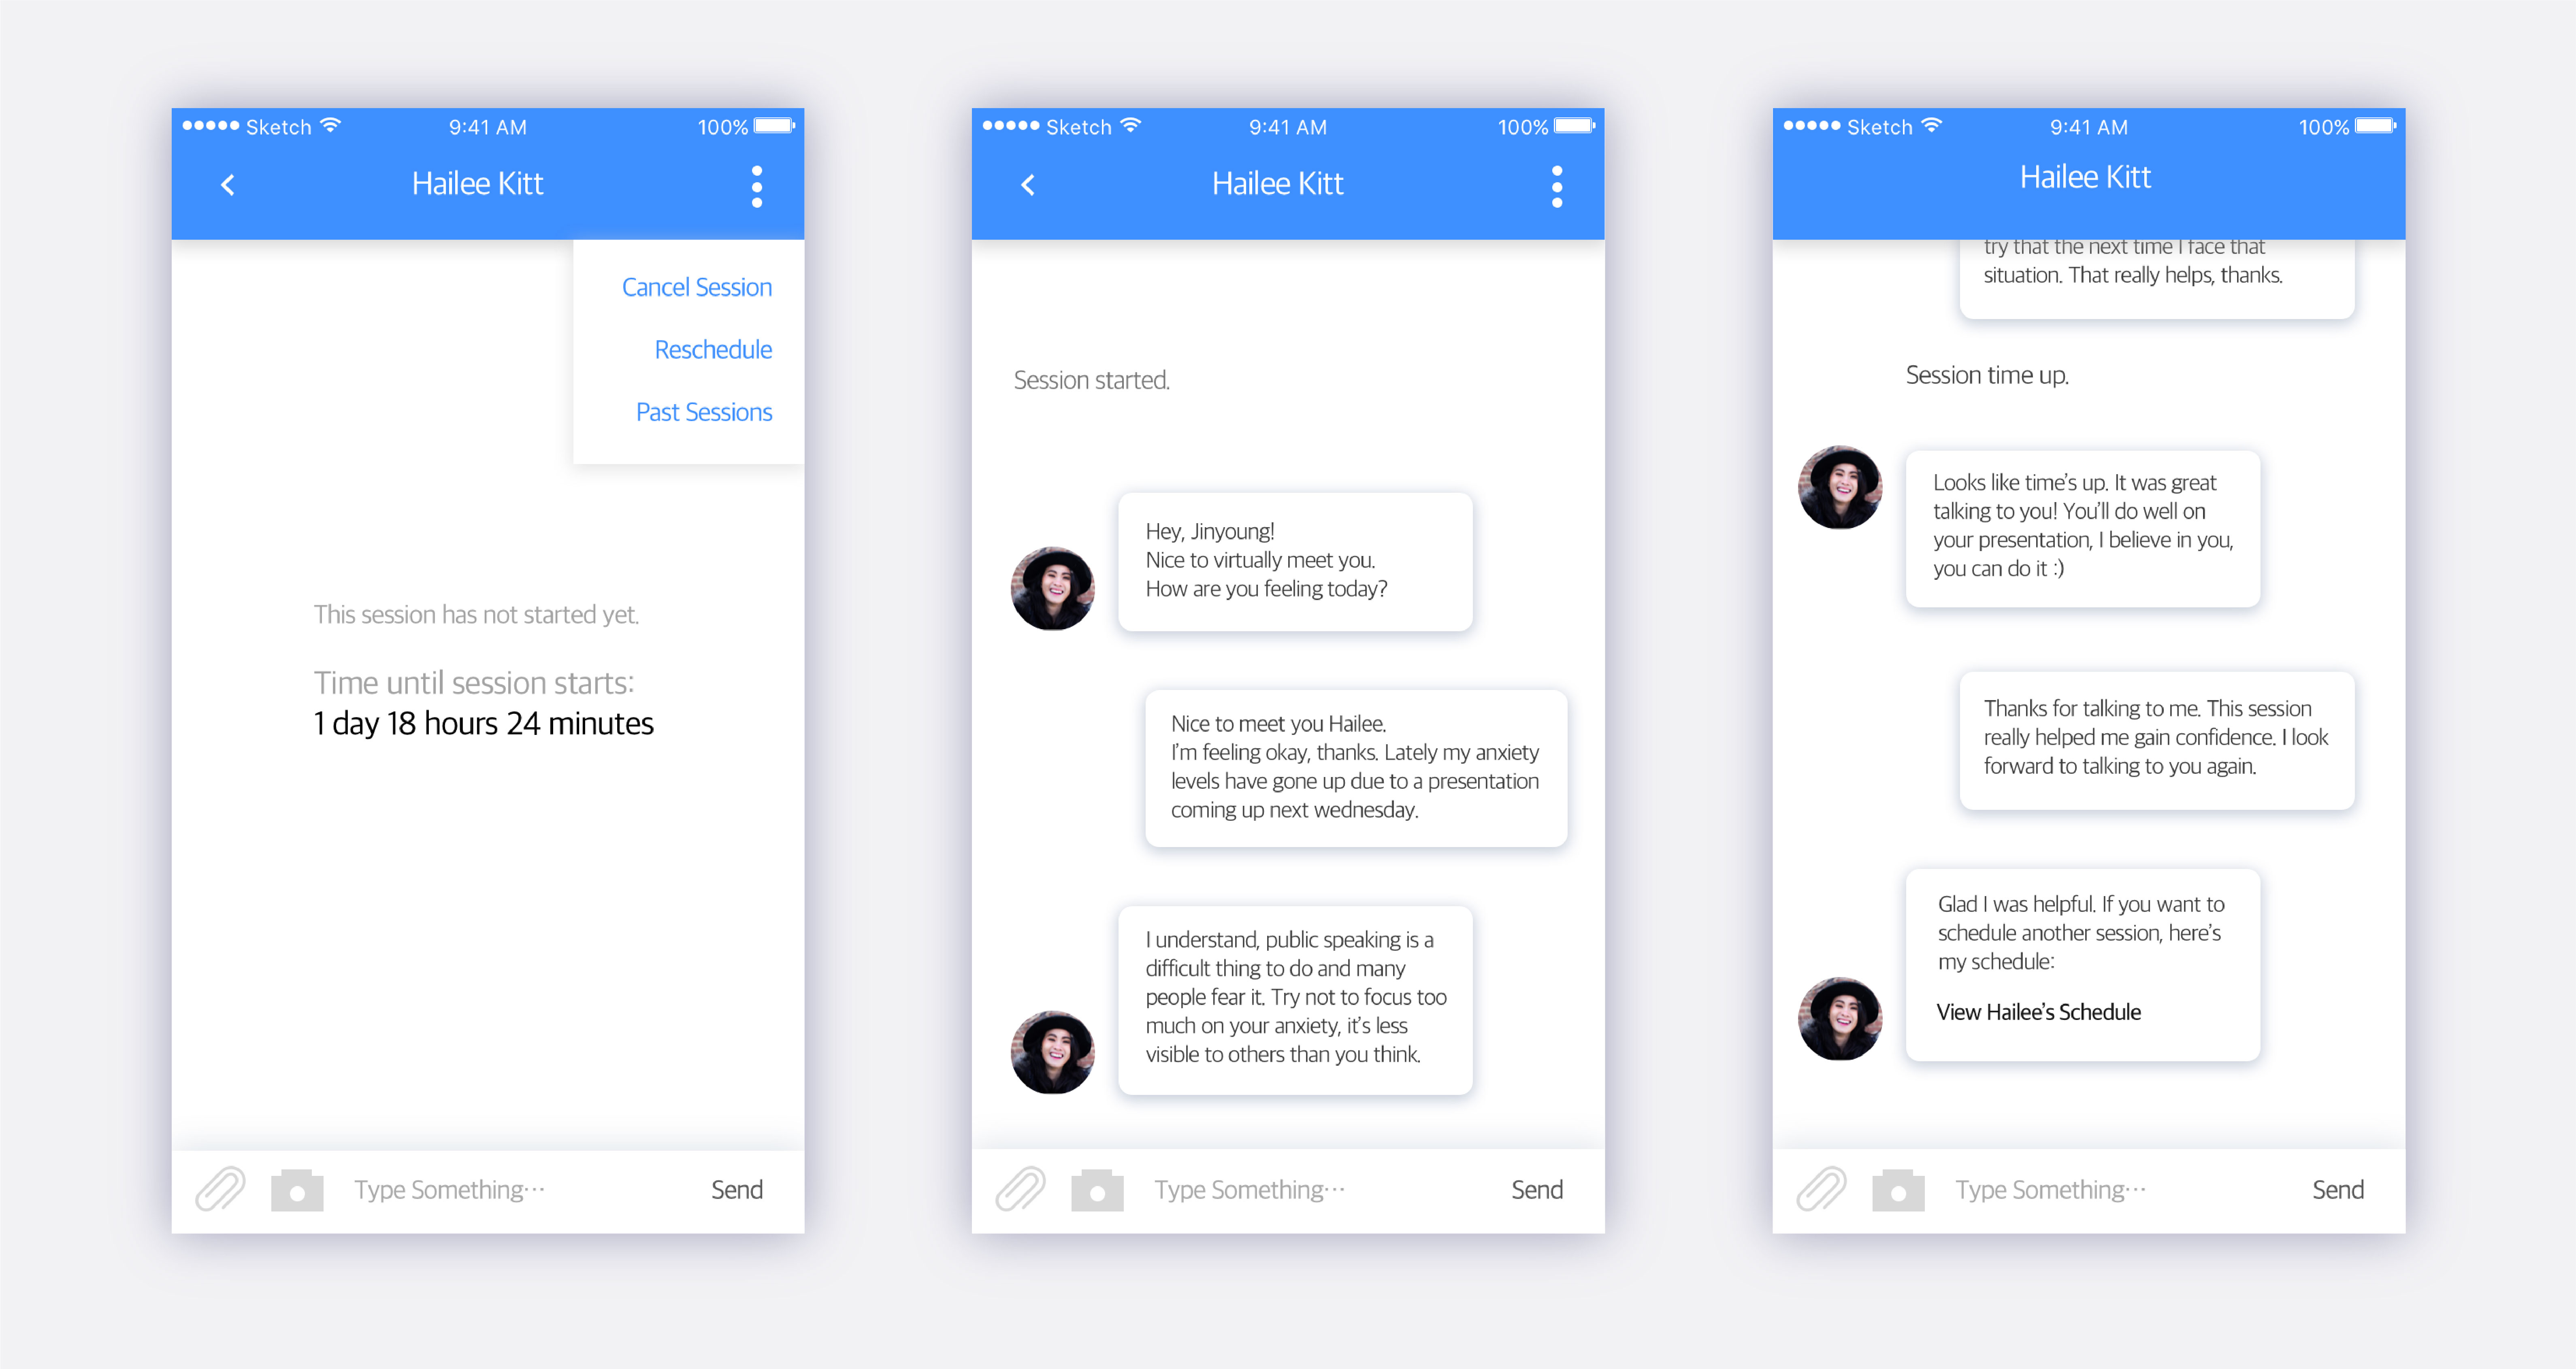 Sketch 9:41 AM 100%
Hailee Kitt
Cancel Session
Reschedule
Past Sessions
This session has not started yet.
Time until session starts:
1 day 18 hours 24 minutes
Type Something··· Send
Sketch 9:41 AM 100%
Hailee Kitt
Session started.
Hey, Jinyoung!
Nice to virtually meet you.
How are you feeling today?
Nice to meet you Hailee.
I'm feeling okay, thanks. Lately my anxiety
levels have gone up due to a presentation
coming up next wednesday.
I understand, public speaking is a
difficult thing to do and many
people fear it. Try not to focus too
much on your anxiety, it's less
visible to others than you think.
Type Something··· Send
Sketch 9:41 AM 100%
Hailee Kitt
try that the next time I face that
situation. That really helps, thanks.
Session time up.
Looks like time's up. It was great
talking to you! You'll do well on
your presentation, I believe in you,
you can do it :)
Thanks for talking to me. This session
really helped me gain confidence. I look
forward to talking to you again.
Glad I was helpful. If you want to
schedule another session, here's
my schedule:
View Hailee's Schedule
Type Something··· Send